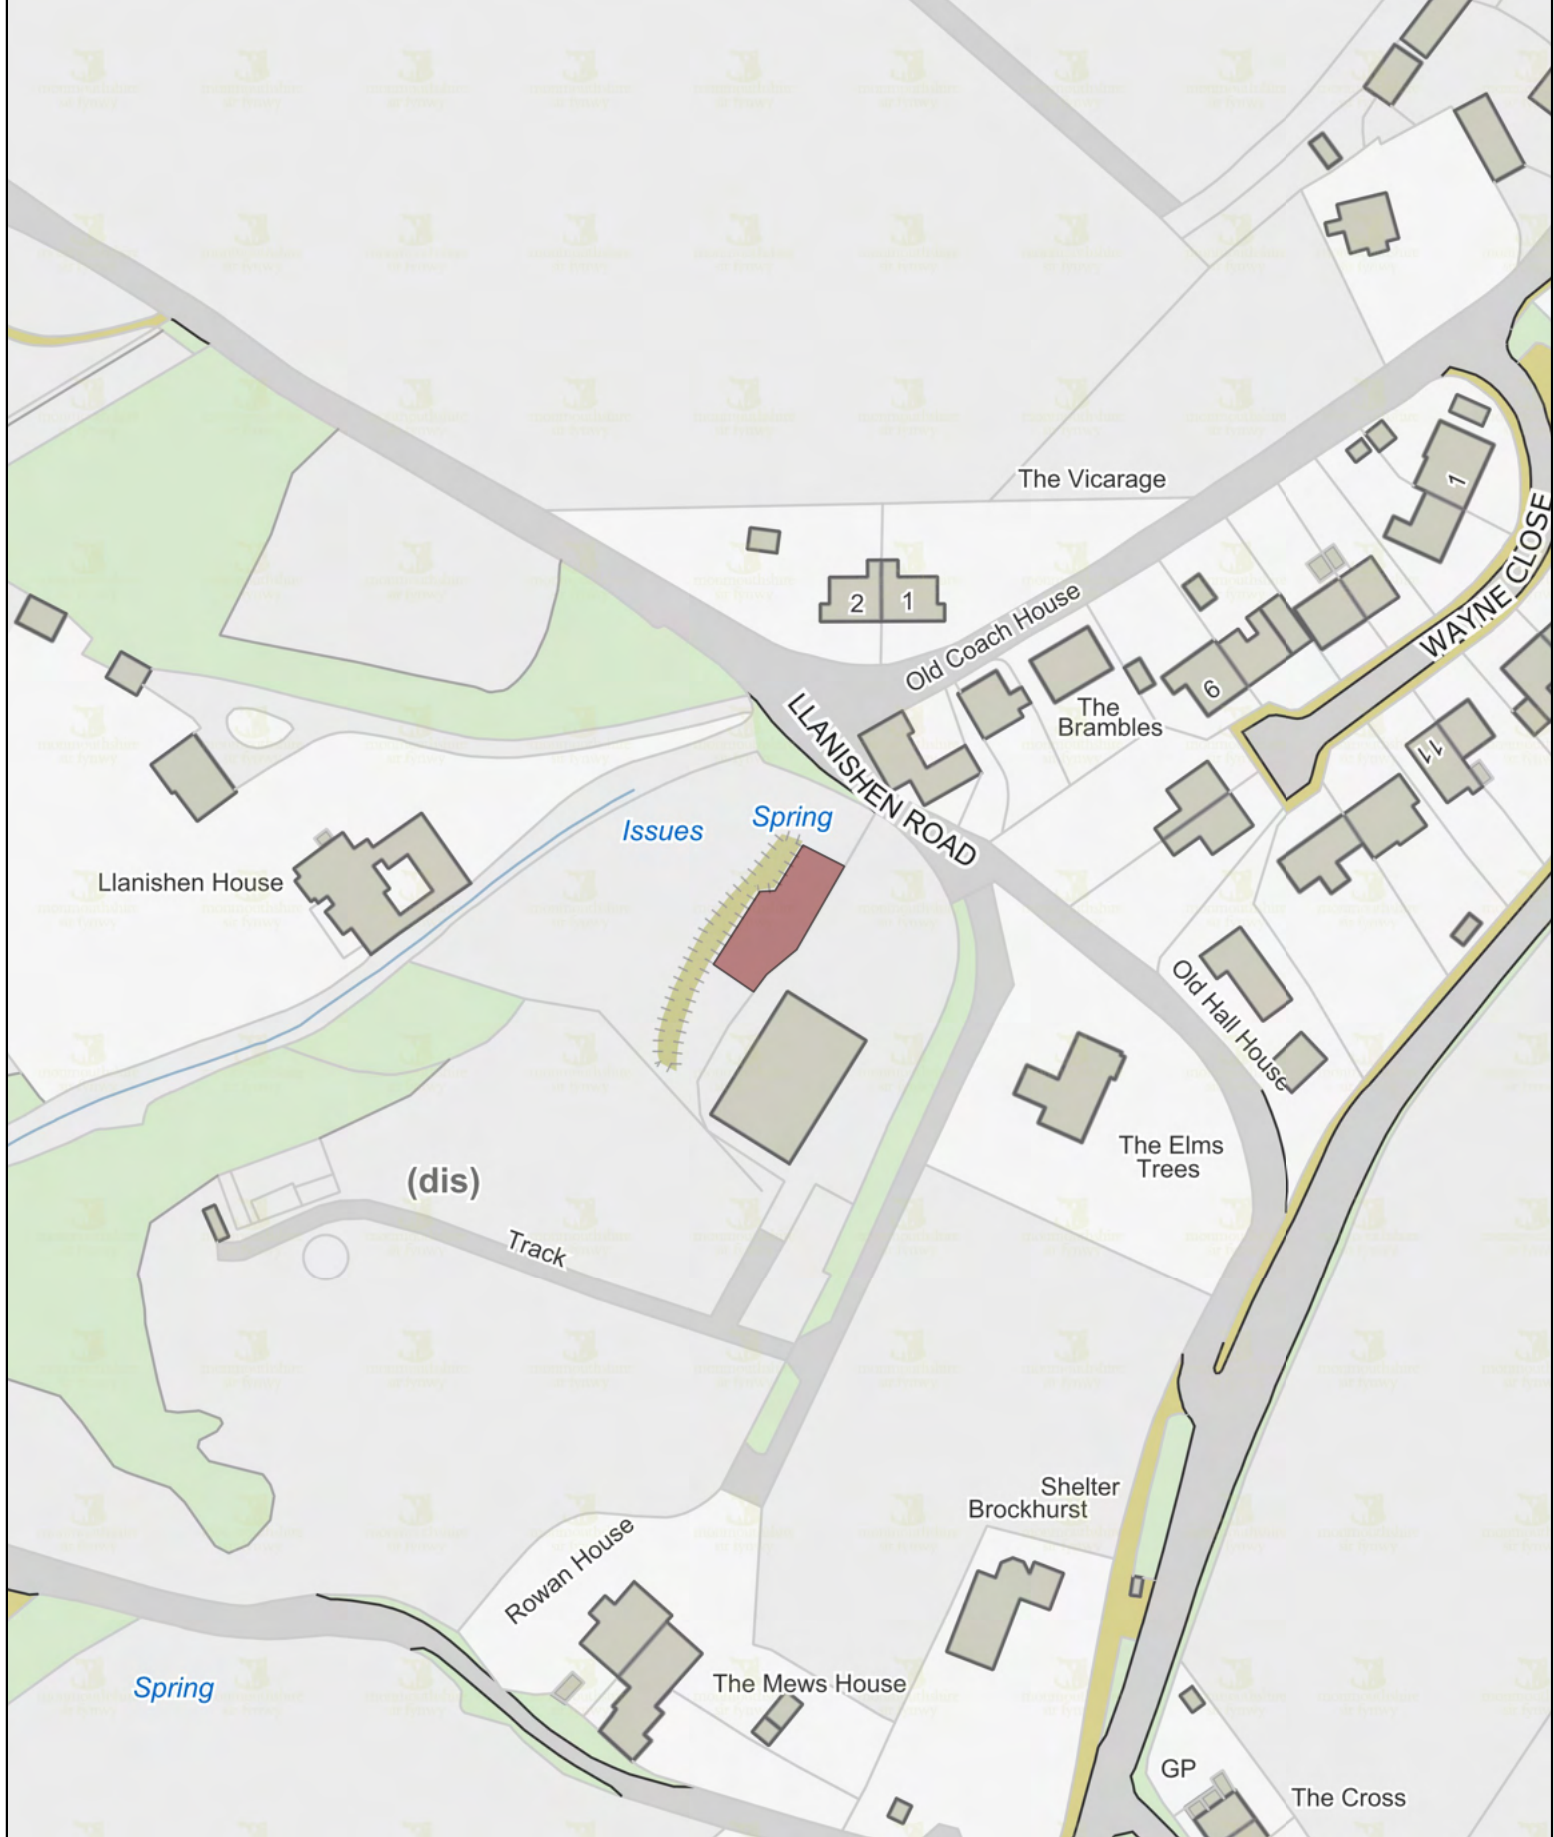 The Vicarage
1
WAYNE CLOSE
2
1
Old Coach House
6
LLANISHEN ROAD
The
Brambles
11
Issues
Spring
Llanishen House
Old Hall House
The Elms
Trees
(dis)
Track
Shelter
Brockhurst
Rowan House
The Mews House
Spring
GP
The Cross